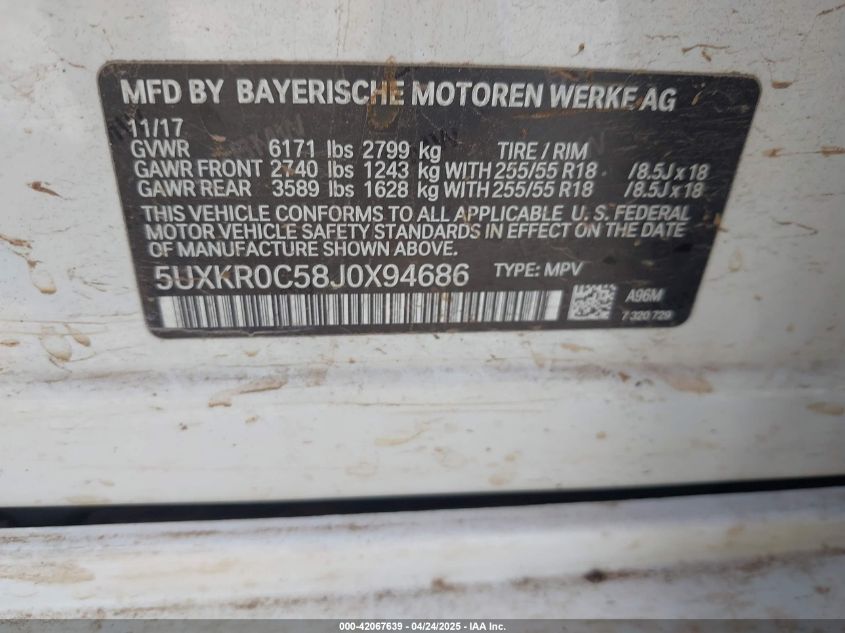 MFD BY BAYERISCHE MOTOREN WERKE AG
11/17
GVWR 6171 lbs 2799 kg TIRE / RIM
GAWR FRONT 2740 lbs 1243 kg WITH 255/55 R18 /8.5J x 18
GAWR REAR 3589 lbs 1628 kg WITH 255/55 R18 /8.5J x 18
THIS VEHICLE CONFORMS TO ALL APPLICABLE U. S. FEDERAL
MOTOR VEHICLE SAFETY STANDARDS IN EFFECT ON THE DATE
OF MANUFACTURE SHOWN ABOVE.
5UXKR0C58J0X94686 TYPE: MPV
A96M
7 320 729
000-42067639 - 04/24/2025 - IAA Inc.